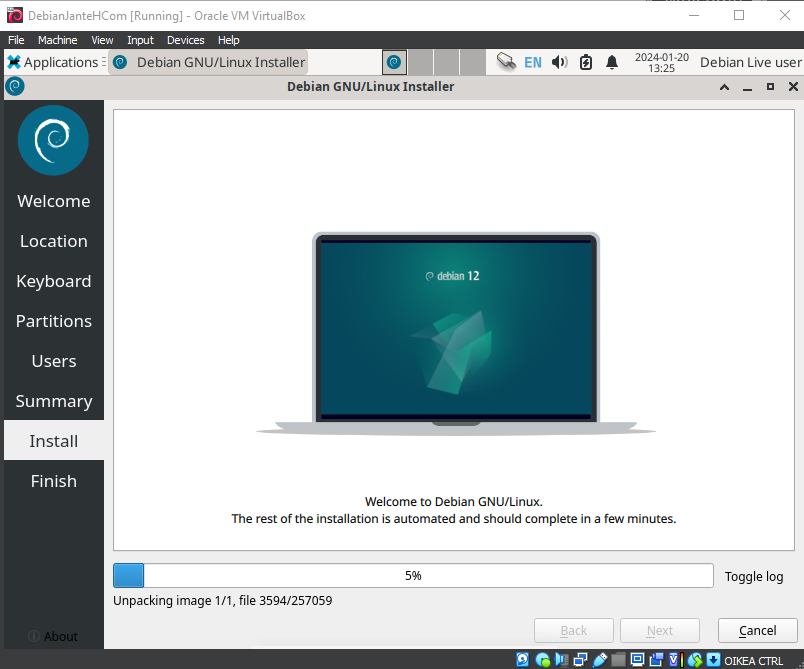 DebianJanteHCom [Running] - Oracle VM VirtualBox
File Machine View Input Devices Help
Applications Debian GNU/Linux Installer EN 2024-01-20 13:25 Debian Live user
Debian GNU/Linux Installer
Welcome
Location
Keyboard
Partitions
Users
Summary
Install
Finish
About
debian 12
Welcome to Debian GNU/Linux.
The rest of the installation is automated and should complete in a few minutes.
5%
Toggle log
Unpacking image 1/1, file 3594/257059
Back Next Cancel
OIKEA CTRL